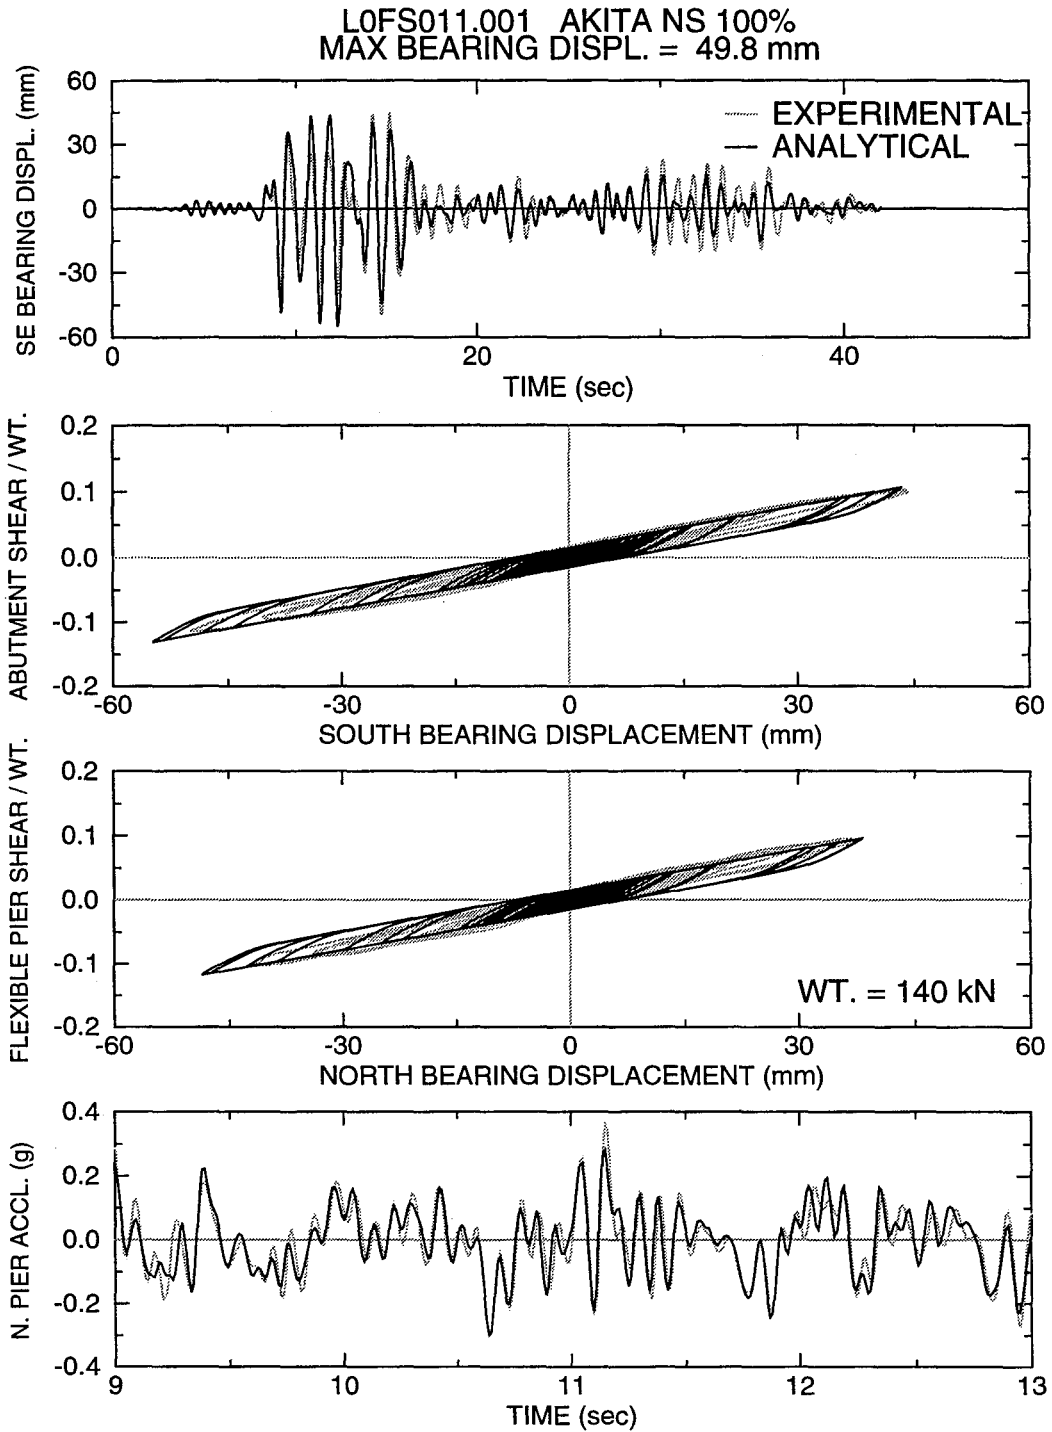 L0FS011.001 AKITA NS 100%
MAX BEARING DISPL. = 49.8 mm
SE BEARING DISPL. (mm)
60
30
0
-30
-60
EXPERIMENTAL
ANALYTICAL
0 20 40
TIME (sec)
ABUTMENT SHEAR / WT.
0.2
0.1
0.0
-0.1
-0.2
-60 -30 0 30 60
SOUTH BEARING DISPLACEMENT (mm)
FLEXIBLE PIER SHEAR / WT.
0.2
0.1
0.0
-0.1
-0.2
WT. = 140 kN
-60 -30 0 30 60
NORTH BEARING DISPLACEMENT (mm)
N. PIER ACCL. (g)
0.4
0.2
0.0
-0.2
-0.4
9 10 11 12 13
TIME (sec)